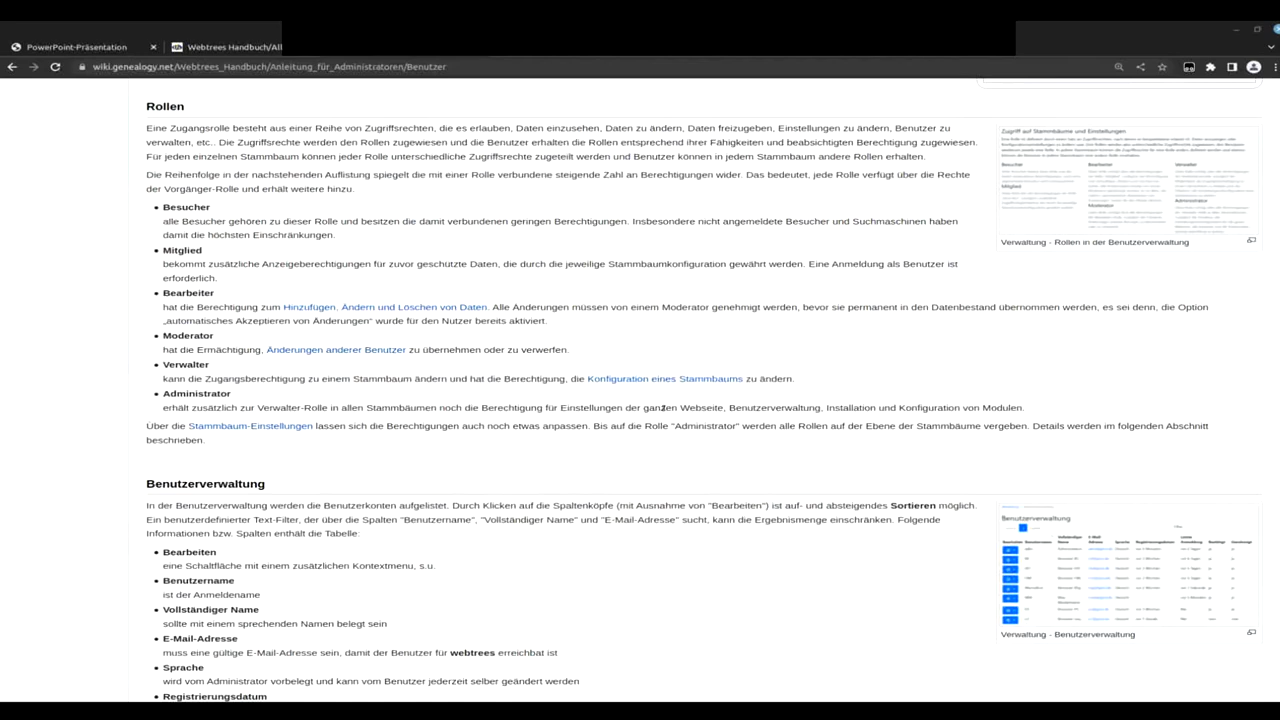 PowerPoint-Präsentation
Webtrees Handbuch/All
wiki.genealogy.net/Webtrees_Handbuch/Anleitung_für_Administratoren/Benutzer
Rollen
Eine Zugangsrolle besteht aus einer Reihe von Zugriffsrechten, die es erlauben, Daten einzusehen, Daten zu ändern, Daten freizugeben, Einstellungen zu ändern, Benutzer zu
verwalten, etc.. Die Zugriffsrechte werden als Rollen zusammengefasst und die Benutzer erhalten die Rollen entsprechend ihrer Fähigkeiten und beabsichtigten Berechtigung zugewiesen.
Für jeden einzelnen Stammbaum können den Rollen unterschiedliche Zugriffsrechte zugeteilt werden und Benutzer können in jedem Stammbaum andere Rollen erhalten.
Die Reihenfolge in der nachstehenden Auflistung spiegelt die mit einer Rolle verbundene steigende Zahl an Berechtigungen wider. Das bedeutet, jede Rolle verfügt über die Rechte
der Vorgänger-Rolle und erhält weitere hinzu.
• Besucher
alle Besucher gehören zu dieser Rolle mit den geringsten möglichen Berechtigungen. Insbesondere nicht angemeldete Besucher und Suchmaschinen haben
damit die höchsten Einschränkungen.
• Mitglied
bekommt zusätzliche Anzeigeberechtigungen für zuvor geschützte Daten, die durch die jeweilige Stammbaumkonfiguration gewährt werden. Eine Anmeldung als Benutzer ist
erforderlich.
• Bearbeiter
hat die Berechtigung zum Hinzufügen, Ändern und Löschen von Daten. Alle Änderungen müssen von einem Moderator genehmigt werden, bevor sie permanent in den Datenbestand übernommen werden, es sei denn, die Option
„automatisches Akzeptieren von Änderungen“ wurde für den Nutzer bereits aktiviert.
• Moderator
hat die Ermächtigung, Änderungen anderer Benutzer zu übernehmen oder zu verwerfen.
• Verwalter
kann die Zugangsberechtigung zu einem Stammbaum ändern und hat die Berechtigung, die Konfiguration eines Stammbaums zu ändern.
• Administrator
erhält zusätzlich zur Verwalter-Rolle in allen Stammbäumen noch die Berechtigung für Einstellungen der ganzen Webseite, Benutzerverwaltung, Installation und Konfiguration von Modulen.
Über die Stammbaum-Einstellungen lassen sich die Berechtigungen auch noch etwas anpassen. Bis auf die Rolle "Administrator" werden alle Rollen auf der Ebene der Stammbäume vergeben. Details werden im folgenden Abschnitt
beschrieben.
Zugriff auf Stammbäume und Einstellungen
Besucher
Bearbeiter
Verwalter
Mitglied
Moderator
Administrator
Verwaltung - Rollen in der Benutzerverwaltung
Benutzerverwaltung
In der Benutzerverwaltung werden die Benutzerkonten aufgelistet. Durch Klicken auf die Spaltenköpfe (mit Ausnahme von "Bearbeiten") ist auf- und absteigendes Sortieren möglich.
Ein benutzerdefinierter Text-Filter, der über die Spalten "Benutzername", "Vollständiger Name" und "E-Mail-Adresse" sucht, kann die Ergebnismenge einschränken. Folgende
Informationen bzw. Spalten enthält die Tabelle:
• Bearbeiten
eine Schaltfläche mit einem zusätzlichen Kontextmenu, s.u.
• Benutzername
ist der Anmeldename
• Vollständiger Name
sollte mit einem sprechenden Namen belegt sein
• E-Mail-Adresse
muss eine gültige E-Mail-Adresse sein, damit der Benutzer für webtrees erreichbat ist
• Sprache
wird vom Administrator vorbelegt und kann vom Benutzer jederzeit selber geändert werden
• Registrierungsdatum
Benutzerverwaltung
Verwaltung - Benutzerverwaltung